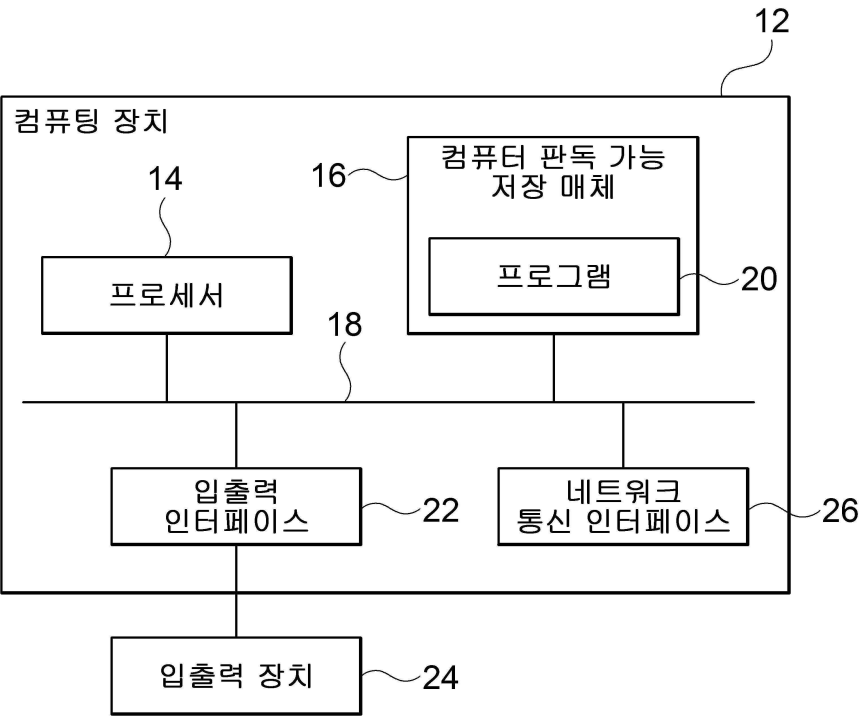 12
컴퓨팅 장치
14
프로세서
16
컴퓨터 판독 가능
저장 매체
프로그램
20
18
입출력
인터페이스
22
네트워크
통신 인터페이스
26
입출력 장치
24